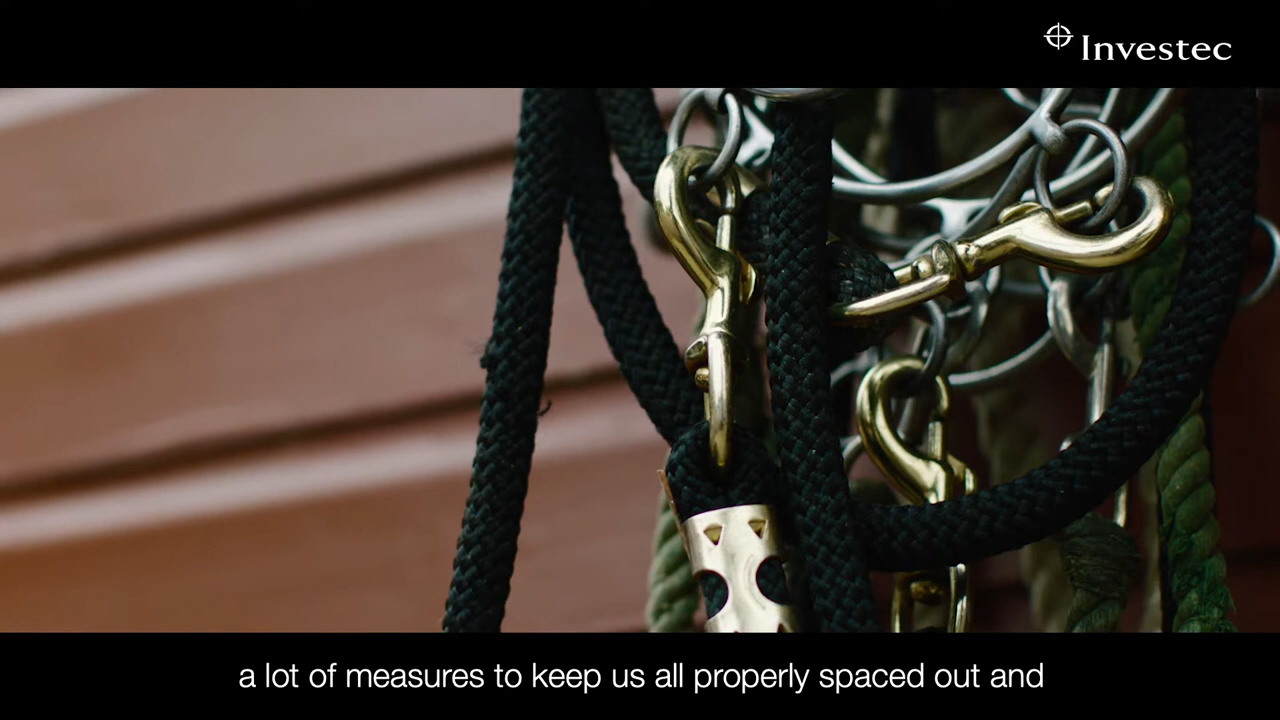 Investec
a lot of measures to keep us all properly spaced out and